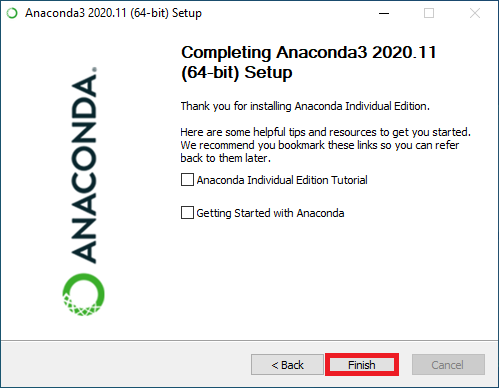 Anaconda3 2020.11 (64-bit) Setup
ANACONDA.
Completing Anaconda3 2020.11
(64-bit) Setup
Thank you for installing Anaconda Individual Edition.
Here are some helpful tips and resources to get you started.
We recommend you bookmark these links so you can refer
back to them later.
Anaconda Individual Edition Tutorial
Getting Started with Anaconda
< Back
Finish
Cancel